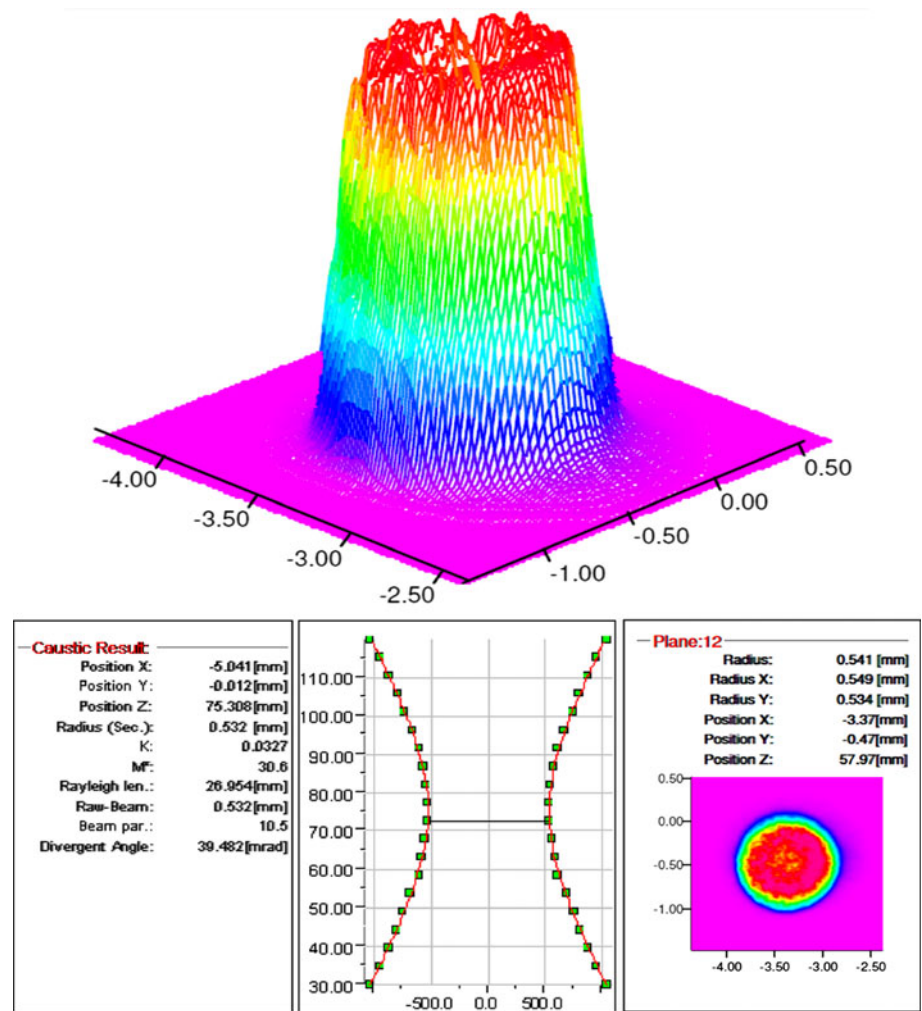 -4.00
-3.50
-3.00
-2.50
-1.00
-0.50
0.00
0.50
Caustic Result:
Position X: -5.041[mm]
Position Y: -0.012[mm]
Position Z: 75.308[mm]
Radius (Sec.): 0.532 [mm]
K: 0.0327
M²: 30.6
Rayleigh len.: 26.954[mm]
Raw-Beam: 0.532[mm]
Beam par.: 10.5
Divergent Angle: 39.482[mrad]
110.00
100.00
90.00
80.00
70.00
60.00
50.00
40.00
30.00
-500.0 0.0 500.0
Plane:12
Radius: 0.541 [mm]
Radius X: 0.549 [mm]
Radius Y: 0.534 [mm]
Position X: -3.37[mm]
Position Y: -0.47[mm]
Position Z: 57.97[mm]
0.50
0.00
-0.50
-1.00
-4.00 -3.50 -3.00 -2.50